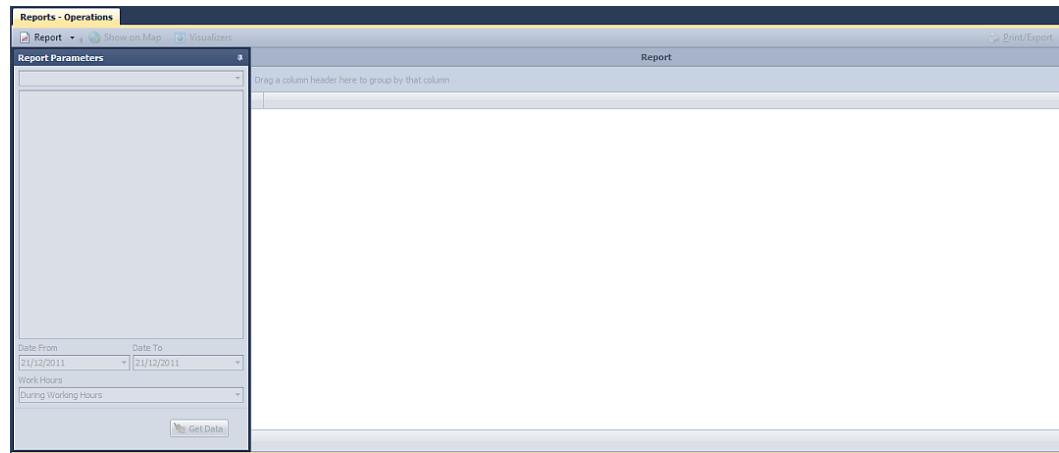 Reports - Operations
Report Show on Map Visualizers Print/Export
Report Parameters
Report
Drag a column header here to group by that column
Date From Date To
21/12/2011 21/12/2011
Work Hours
During Working Hours
Get Data